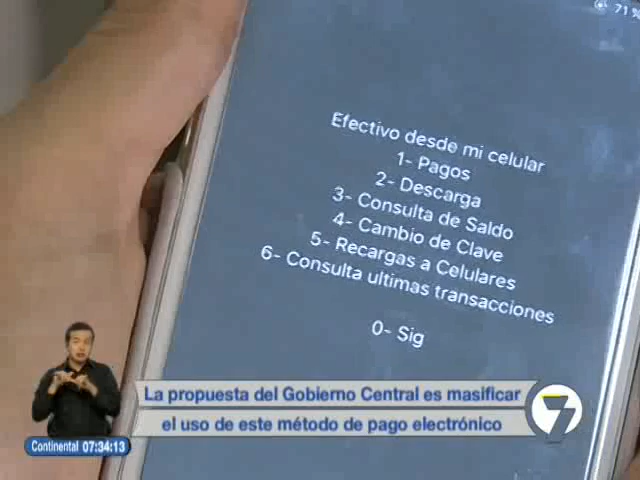 71%
Efectivo desde mi celular
1- Pagos
2- Descarga
3- Consulta de Saldo
4- Cambio de Clave
5- Recargas a Celulares
6- Consulta ultimas transacciones
0- Sig
La propuesta del Gobierno Central es masificar
el uso de este método de pago electrónico
7
Continental 07:34:13